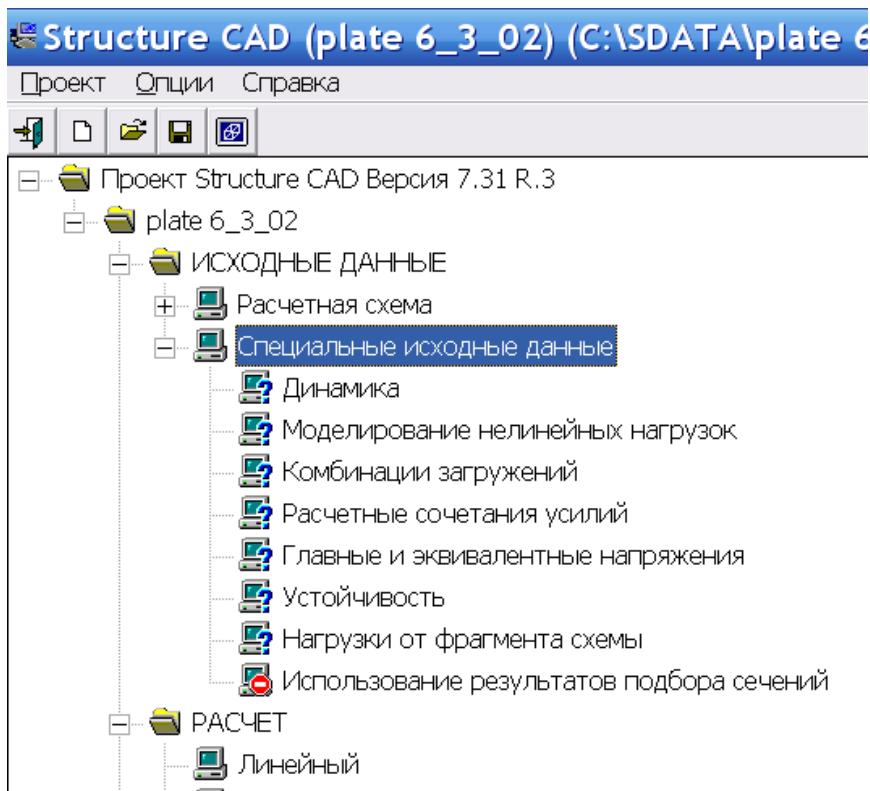 Structure CAD (plate 6_3_02) (C:\SDATA\plate 6
Проект Опции Справка
Проект Structure CAD Версия 7.31 R.3
plate 6_3_02
ИСХОДНЫЕ ДАННЫЕ
Расчетная схема
Специальные исходные данные
Динамика
Моделирование нелинейных нагрузок
Комбинации загружений
Расчетные сочетания усилий
Главные и эквивалентные напряжения
Устойчивость
Нагрузки от фрагмента схемы
Использование результатов подбора сечений
РАСЧЕТ
Линейный